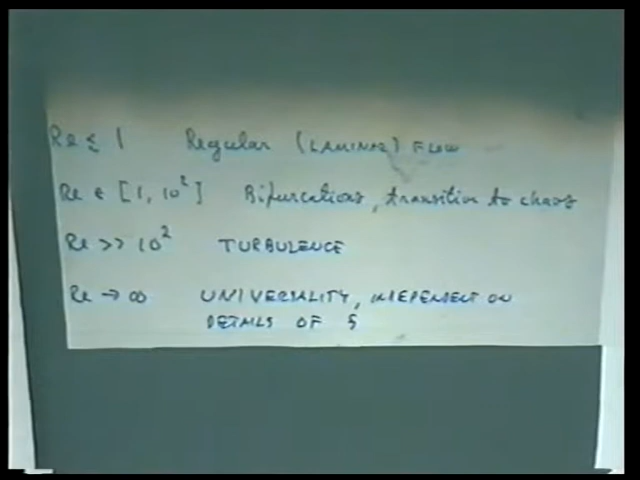 Re ≲ 1 Regular (LAMINAR) FLOW
Re ∈ [1, 10²] Bifurcations, transition to chaos
Re >> 10² TURBULENCE
Re → ∞ UNIVERSALITY, INDEPENDENT ON
DETAILS OF